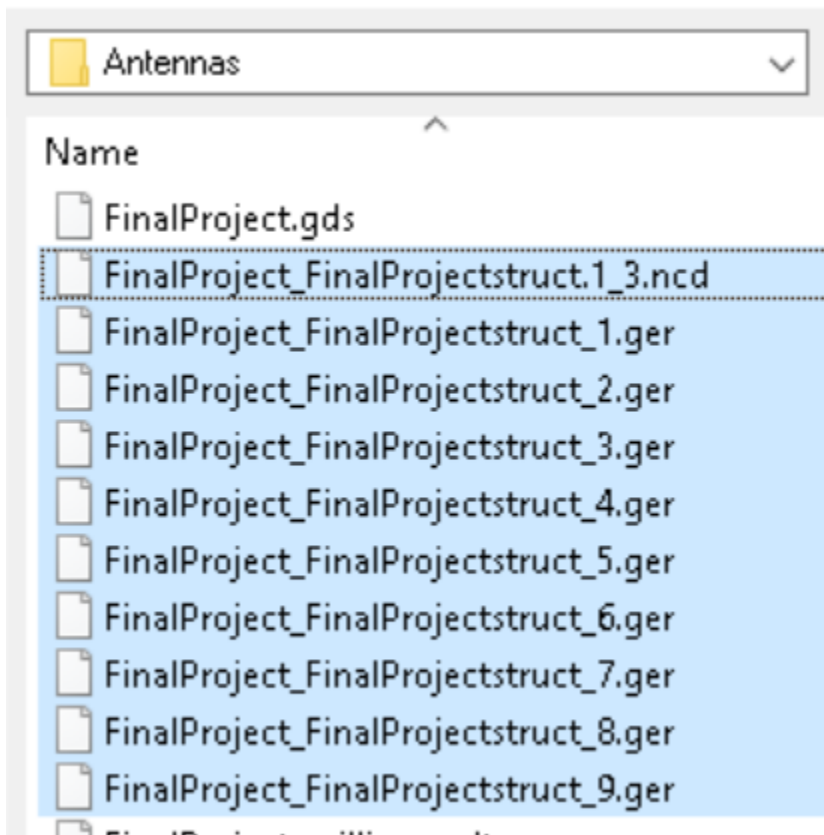 Antennas
Name
FinalProject.gds
FinalProject_FinalProjectstruct.1_3.ncd
FinalProject_FinalProjectstruct_1.ger
FinalProject_FinalProjectstruct_2.ger
FinalProject_FinalProjectstruct_3.ger
FinalProject_FinalProjectstruct_4.ger
FinalProject_FinalProjectstruct_5.ger
FinalProject_FinalProjectstruct_6.ger
FinalProject_FinalProjectstruct_7.ger
FinalProject_FinalProjectstruct_8.ger
FinalProject_FinalProjectstruct_9.ger